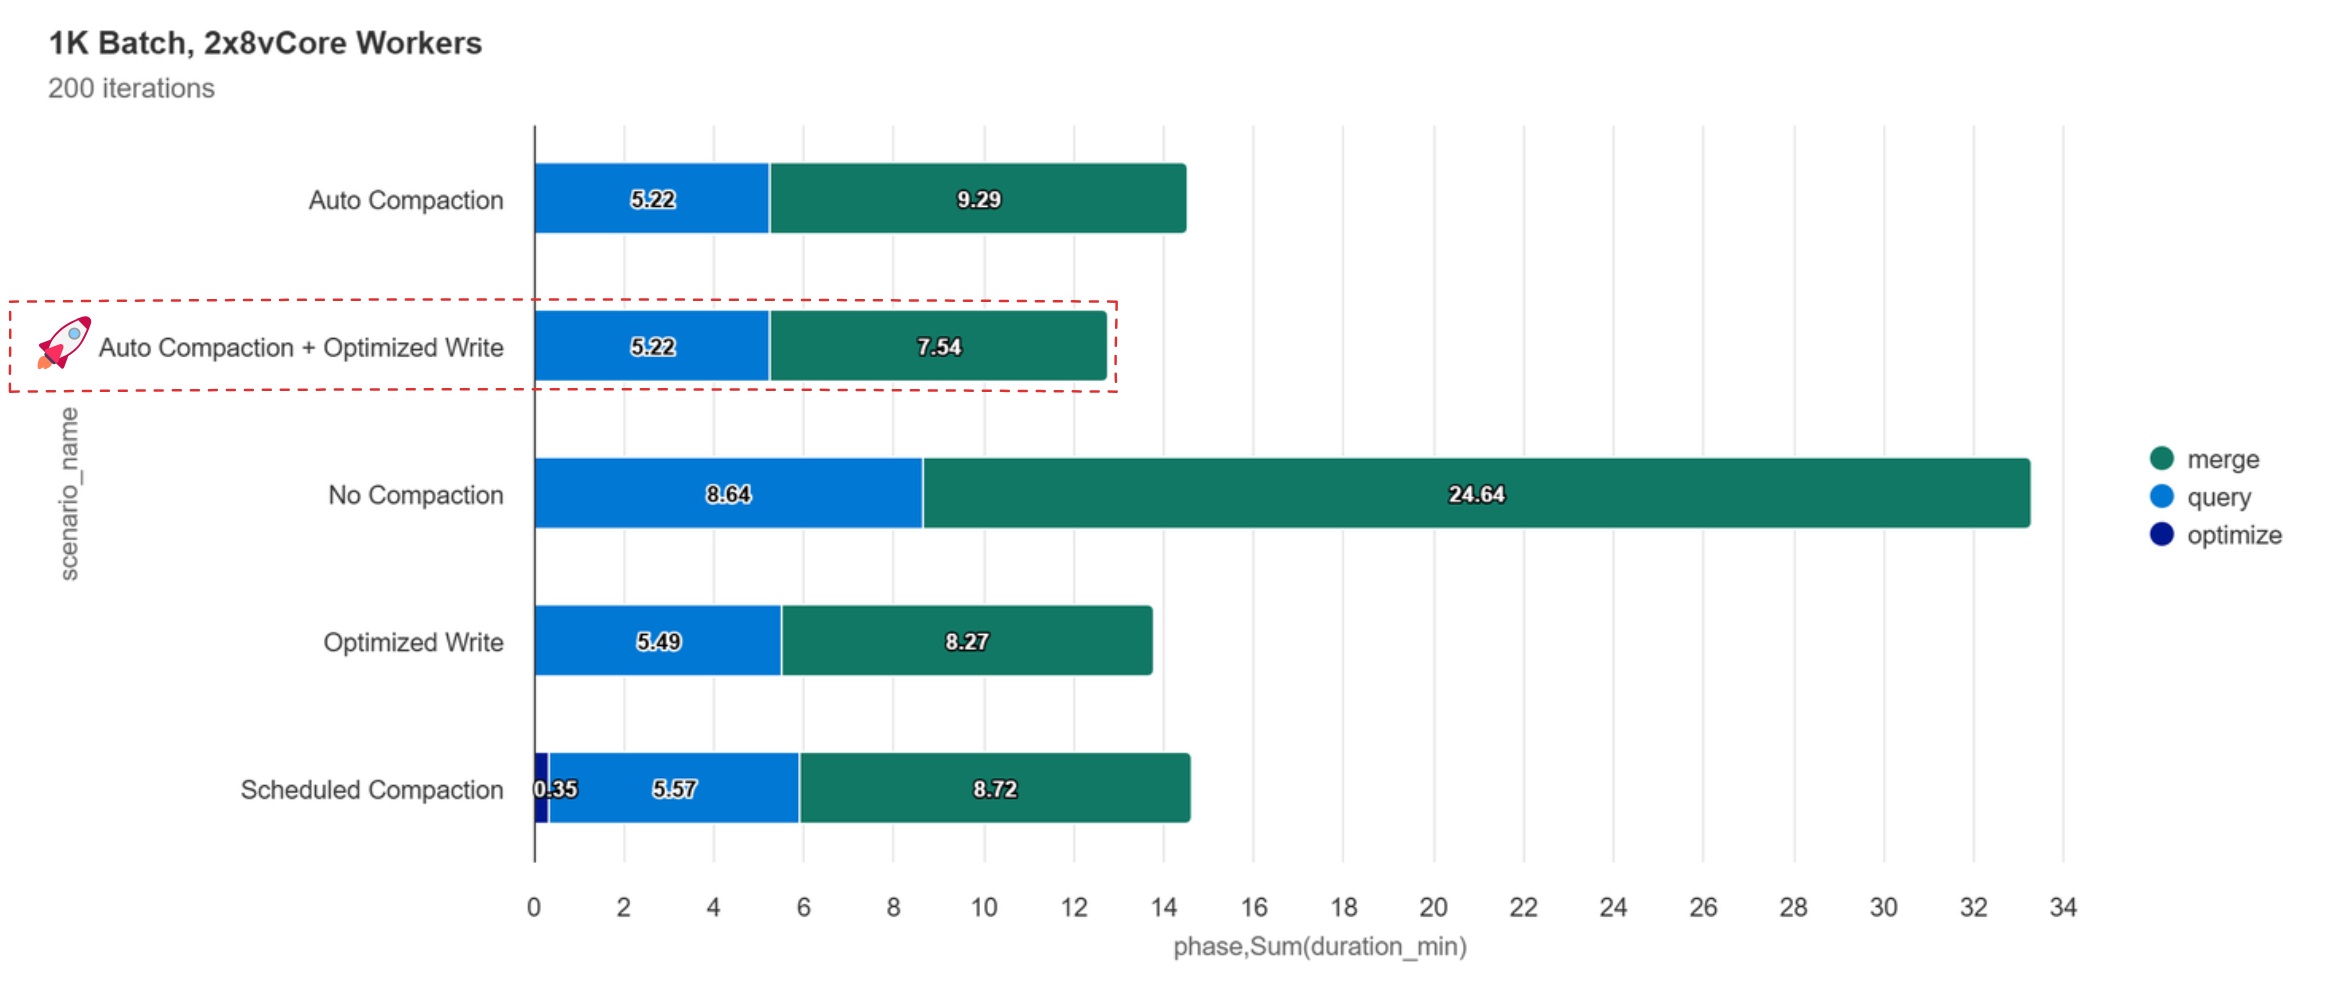 1K Batch, 2x8vCore Workers
200 iterations
Auto Compaction
5.22
9.29
Auto Compaction + Optimized Write
5.22
7.54
scenario_name
No Compaction
8.64
24.64
Optimized Write
5.49
8.27
Scheduled Compaction
0.35
5.57
8.72
merge
query
optimize
0 2 4 6 8 10 12 14 16 18 20 22 24 26 28 30 32 34
phase,Sum(duration_min)